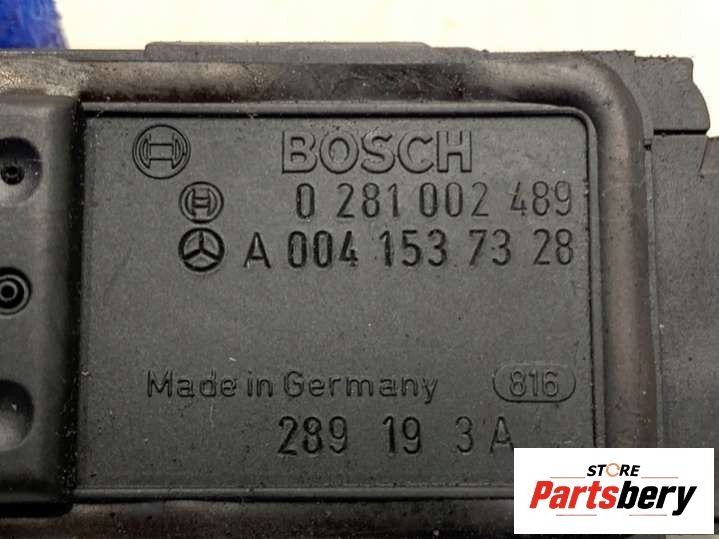 BOSCH
0 281 002 489
A 004 153 73 28
Made in Germany 816
289 19 3 A
STORE
Partsbery